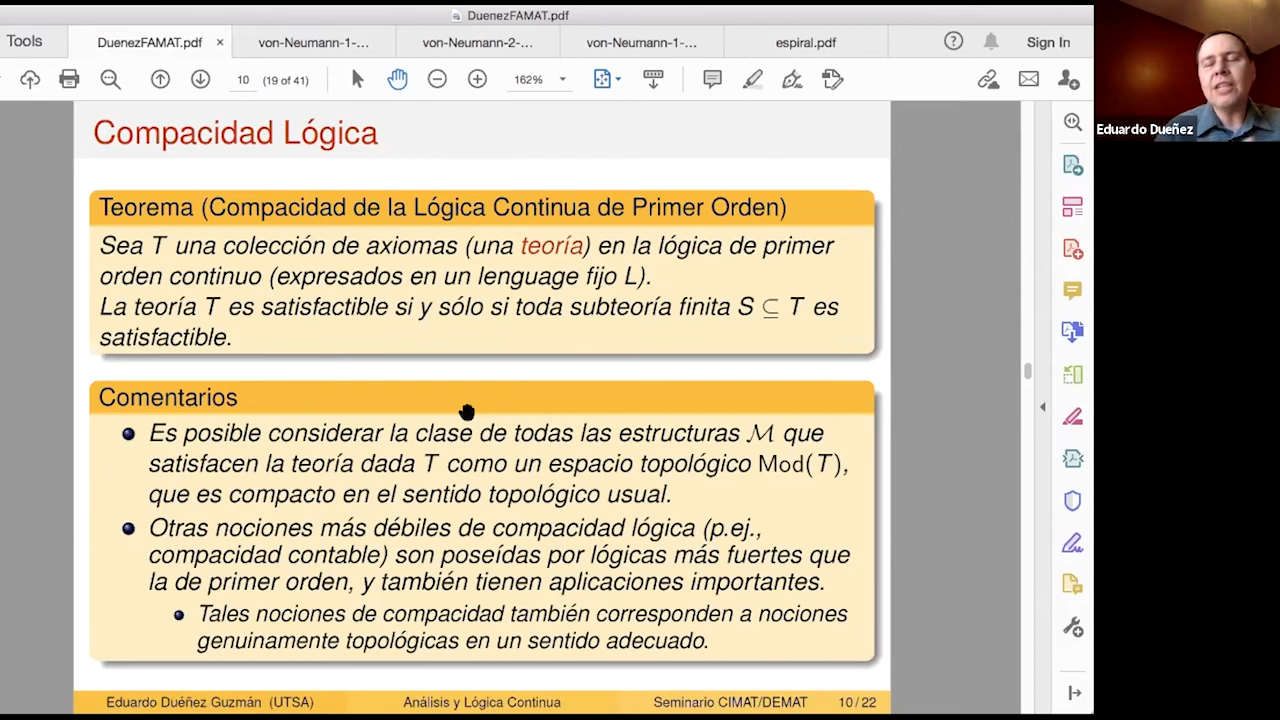 DuenezFAMAT.pdf
Tools
DuenezFAMAT.pdf ×
von-Neumann-1-...
von-Neumann-2-...
von-Neumann-1-...
espiral.pdf
Sign In
10 (19 of 41)
162%
Eduardo Dueñez
Compacidad Lógica
Teorema (Compacidad de la Lógica Continua de Primer Orden)
Sea T una colección de axiomas (una teoría) en la lógica de primer
orden continuo (expresados en un lenguage fijo L).
La teoría T es satisfactible si y sólo si toda subteoría finita S ⊆ T es
satisfactible.
Comentarios
Es posible considerar la clase de todas las estructuras ℳ que
satisfacen la teoría dada T como un espacio topológico Mod(T),
que es compacto en el sentido topológico usual.
Otras nociones más débiles de compacidad lógica (p.ej.,
compacidad contable) son poseídas por lógicas más fuertes que
la de primer orden, y también tienen aplicaciones importantes.
Tales nociones de compacidad también corresponden a nociones
genuinamente topológicas en un sentido adecuado.
Eduardo Duéñez Guzmán (UTSA) Análisis y Lógica Continua Seminario CIMAT/DEMAT 10/22